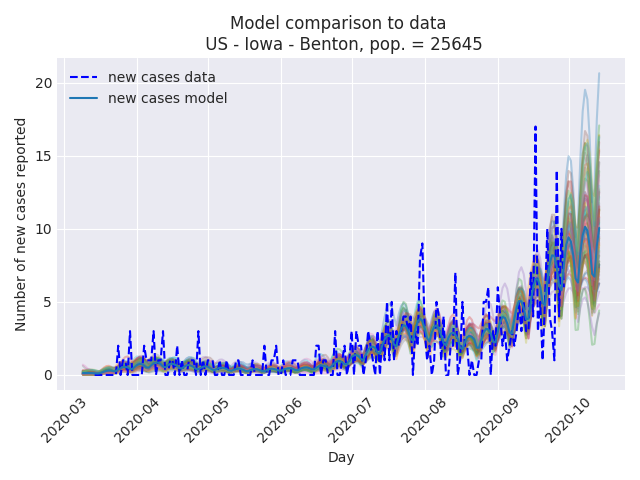 Model comparison to data
US - Iowa - Benton, pop. = 25645
new cases data
new cases model
Number of new cases reported
20
15
10
5
0
2020-03
2020-04
2020-05
2020-06
2020-07
2020-08
2020-09
2020-10
Day